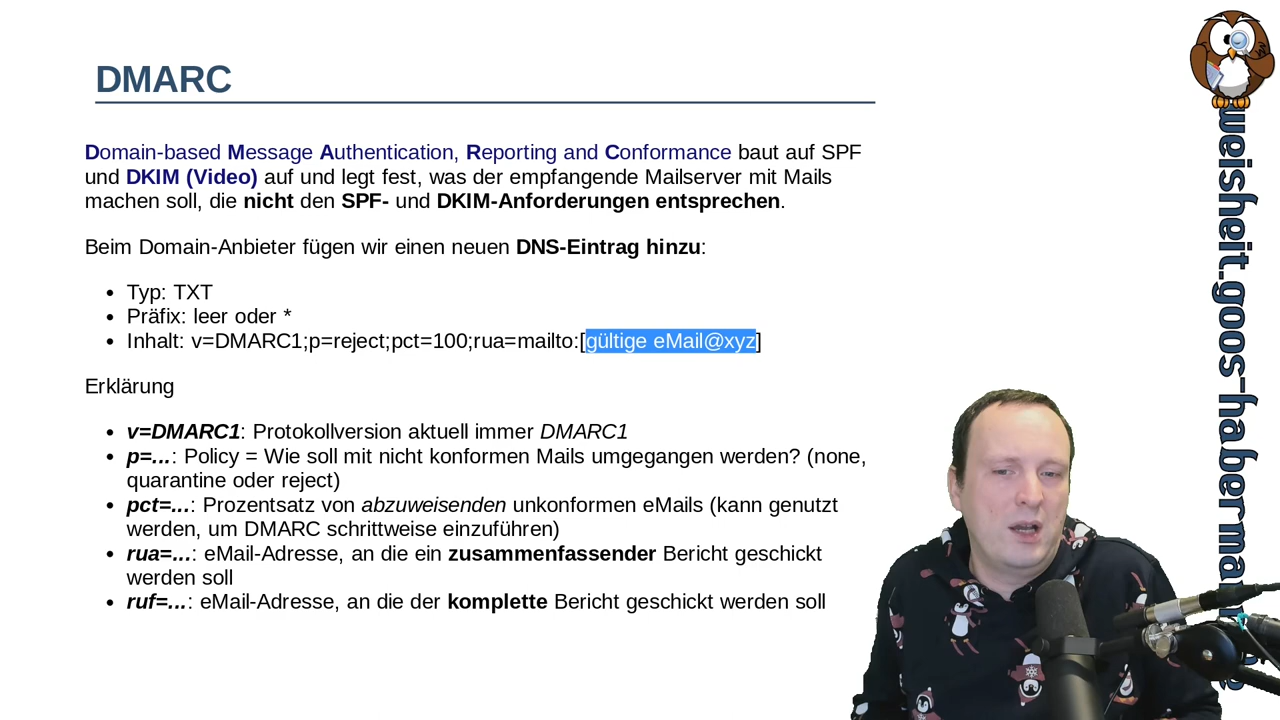 DMARC
Domain-based Message Authentication, Reporting and Conformance baut auf SPF
und DKIM (Video) auf und legt fest, was der empfangende Mailserver mit Mails
machen soll, die nicht den SPF- und DKIM-Anforderungen entsprechen.
Beim Domain-Anbieter fügen wir einen neuen DNS-Eintrag hinzu:
• Typ: TXT
• Präfix: leer oder *
• Inhalt: v=DMARC1;p=reject;pct=100;rua=mailto:[gültige eMail@xyz]
Erklärung
• v=DMARC1: Protokollversion aktuell immer DMARC1
• p=...: Policy = Wie soll mit nicht konformen Mails umgegangen werden? (none,
quarantine oder reject)
• pct=...: Prozentsatz von abzuweisenden unkonformen eMails (kann genutzt
werden, um DMARC schrittweise einzuführen)
• rua=...: eMail-Adresse, an die ein zusammenfassender Bericht geschickt
werden soll
• ruf=...: eMail-Adresse, an die der komplette Bericht geschickt werden soll
weisheit.goos-haberma